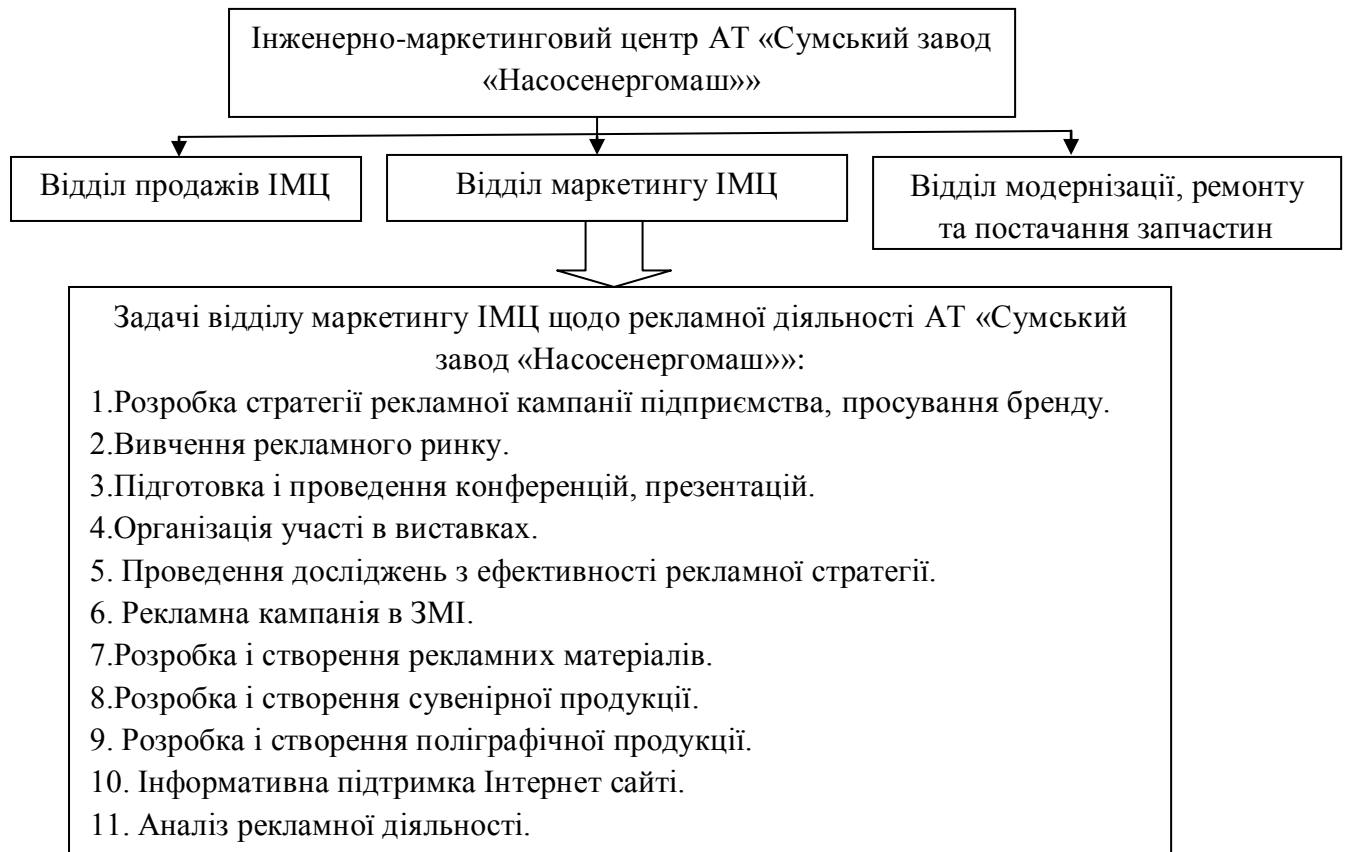 Інженерно-маркетинговий центр АТ «Сумський завод
«Насосенергомаш»»
Відділ продажів ІМЦ
Відділ маркетингу ІМЦ
Відділ модернізації, ремонту
та постачання запчастин
Задачі відділу маркетингу ІМЦ щодо рекламної діяльності АТ «Сумський
завод «Насосенергомаш»»:
1.Розробка стратегії рекламної кампанії підприємства, просування бренду.
2.Вивчення рекламного ринку.
3.Підготовка і проведення конференцій, презентацій.
4.Організація участі в виставках.
5. Проведення досліджень з ефективності рекламної стратегії.
6. Рекламна кампанія в ЗМІ.
7.Розробка і створення рекламних матеріалів.
8.Розробка і створення сувенірної продукції.
9. Розробка і створення поліграфічної продукції.
10. Інформативна підтримка Інтернет сайті.
11. Аналіз рекламної діяльності.